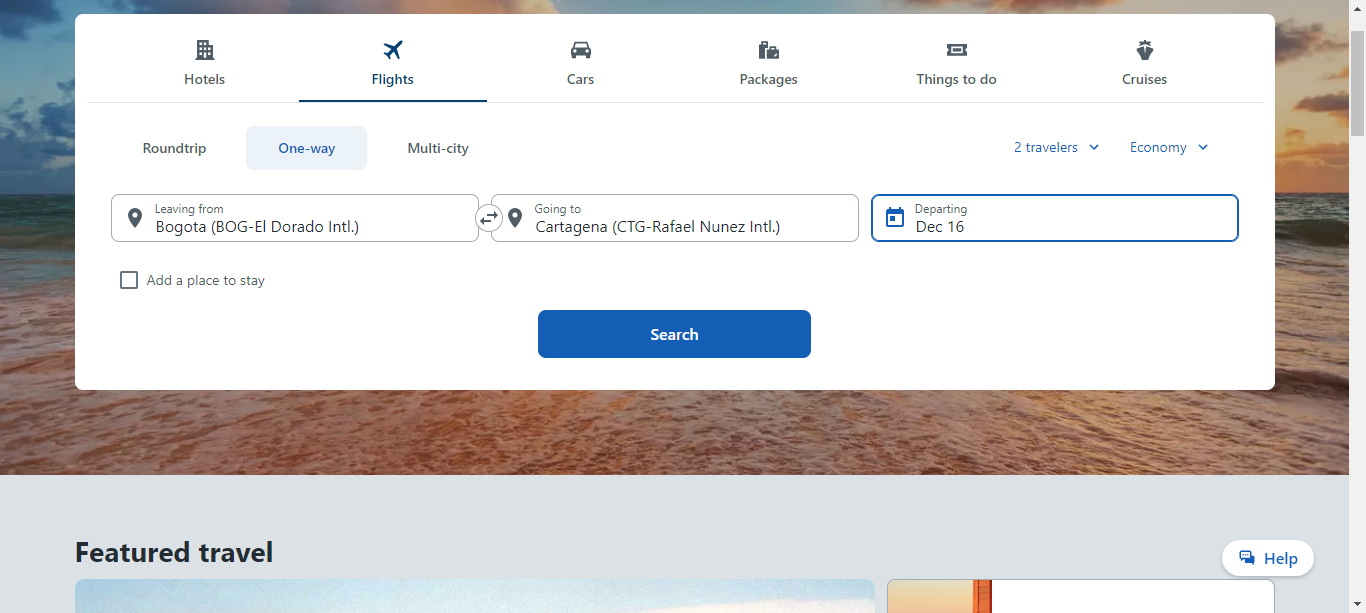 Hotels
Flights
Cars
Packages
Things to do
Cruises
Roundtrip
One-way
Multi-city
2 travelers
Economy
Leaving from
Bogota (BOG-El Dorado Intl.)
Going to
Cartagena (CTG-Rafael Nunez Intl.)
Departing
Dec 16
Add a place to stay
Search
Featured travel
Help